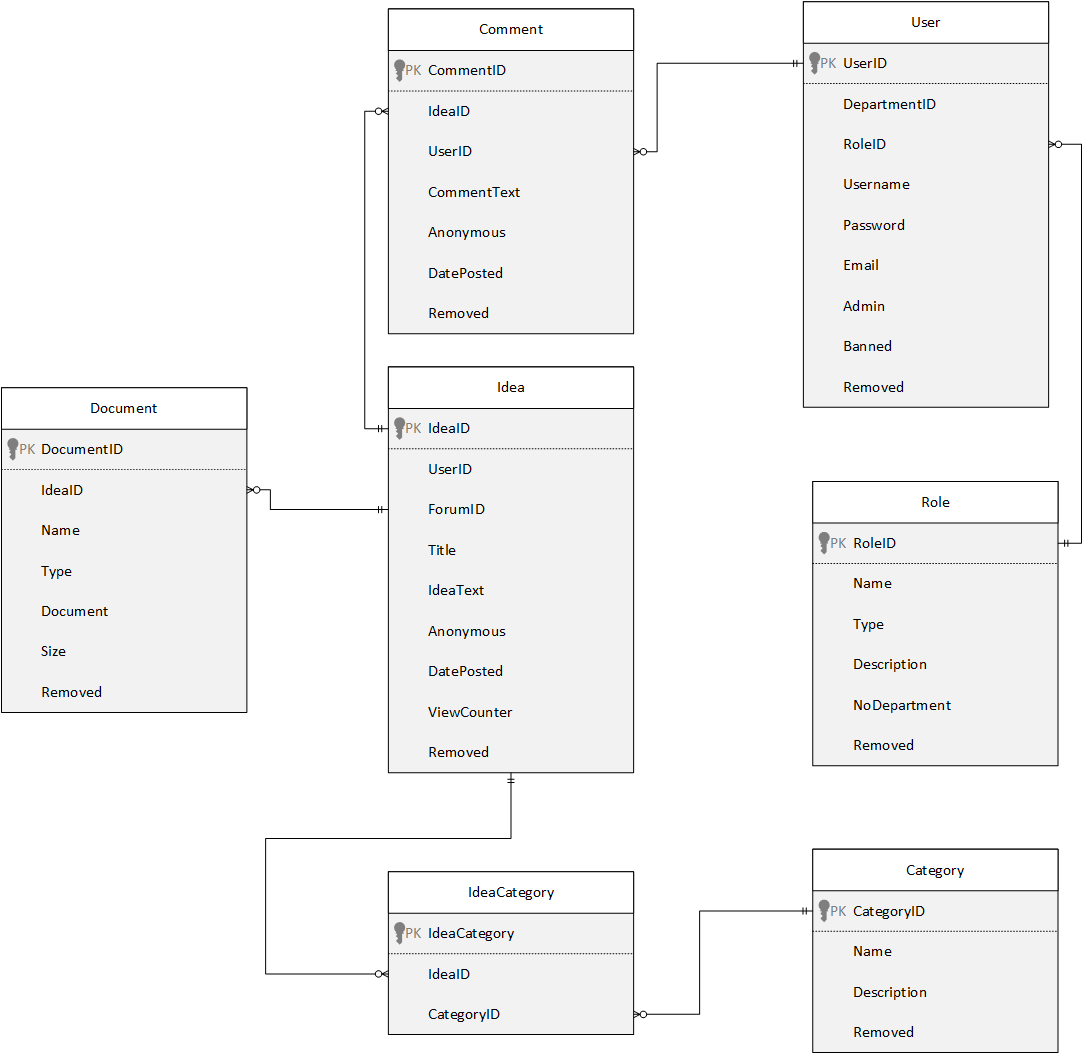 Comment
PK CommentID
IdeaID
UserID
CommentText
Anonymous
DatePosted
Removed
User
PK UserID
DepartmentID
RoleID
Username
Password
Email
Admin
Banned
Removed
Document
PK DocumentID
IdeaID
Name
Type
Document
Size
Removed
Idea
PK IdeaID
UserID
ForumID
Title
IdeaText
Anonymous
DatePosted
ViewCounter
Removed
Role
PK RoleID
Name
Type
Description
NoDepartment
Removed
IdeaCategory
PK IdeaCategory
IdeaID
CategoryID
Category
PK CategoryID
Name
Description
Removed